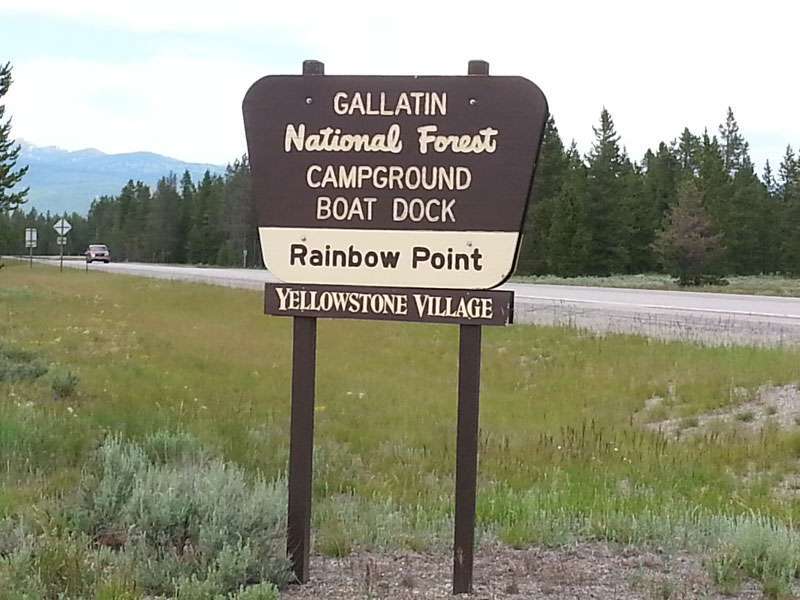 GALLATIN
National Forest
CAMPGROUND
BOAT DOCK
Rainbow Point
YELLOWSTONE VILLAGE